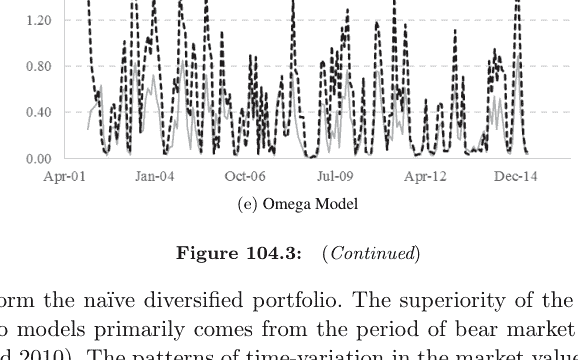 1.20
0.80
0.40
0.00
Apr-01 Jan-04 Oct-06 Jul-09 Apr-12 Dec-14
(e) Omega Model
Figure 104.3: (Continued)
orm the naïve diversified portfolio. The superiority of the
o models primarily comes from the period of bear market
d 2010). The patterns of time-variation in the market value